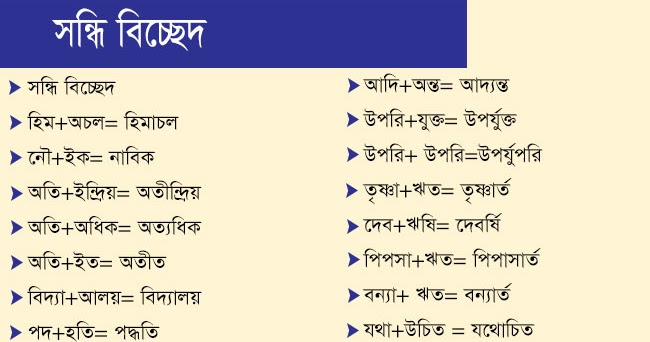 সন্ধি বিচ্ছেদ
সন্ধি বিচ্ছেদ
হিম+অচল= হিমাচল
নৌ+ইক= নাবিক
অতি+ইন্দ্রিয়= অতীন্দ্রিয়
অতি+অধিক= অত্যধিক
অতি+ইত= অতীত
বিদ্যা+আলয়= বিদ্যালয়
পদ+হতি= পদ্ধতি
আদি+অন্ত= আদ্যন্ত
উপরি+যুক্ত= উপর্যুক্ত
উপরি+ উপরি=উপর্যুপরি
তৃষ্ণা+ঋত= তৃষ্ণার্ত
দেব+ঋষি= দেবর্ষি
পিপসা+ঋত= পিপাসার্ত
বন্যা+ ঋত= বন্যার্ত
যথা+উচিত = যথোচিত